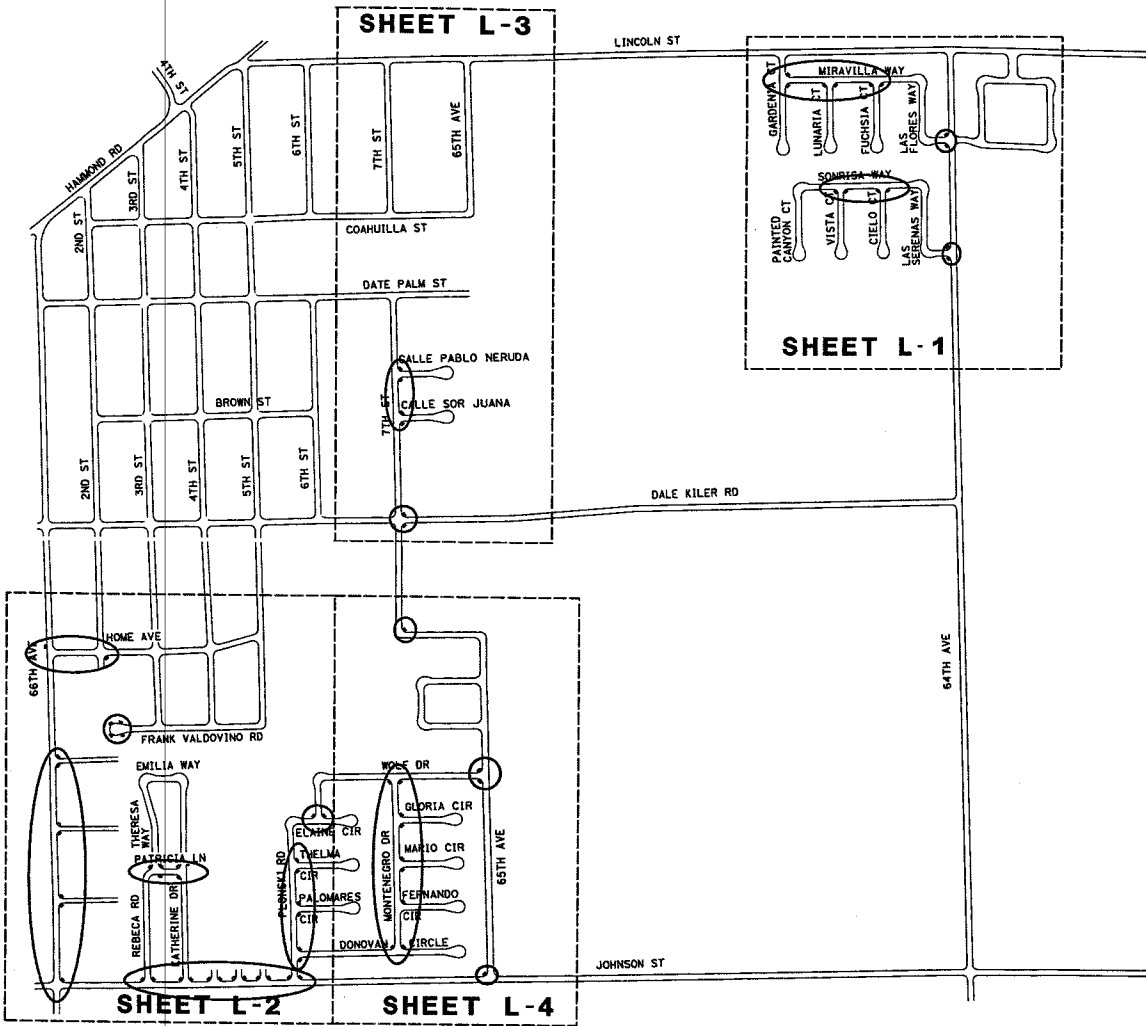 SHEET L-3
LINCOLN ST
4TH ST
MIRAVILLA WAY
GARDENIA CT
LUNARIA CT
FUCHSIA CT
LAS FLORES WAY
HAMMOND RD
2ND ST
3RD ST
4TH ST
5TH ST
6TH ST
7TH ST
65TH AVE
SONRISA WAY
PAINTED CANYON CT
VISTA CT
CIELO CT
LAS SERENAS WAY
COAHUILLA ST
DATE PALM ST
SHEET L-1
CALLE PABLO NERUDA
BROWN ST
CALLE SOR JUANA
7TH ST
2ND ST
3RD ST
4TH ST
5TH ST
6TH ST
DALE KILER RD
HOME AVE
66TH AVE
64TH AVE
FRANK VALDOVINO RD
EMILIA WAY
WOLF DR
THERESA WAY
GLORIA CIR
ELAINE CIR
PATRICIA LN
THELMA CIR
MARIO CIR
PLONSKI RD
MONTENEGRO DR
65TH AVE
REBECA RD
KATHERINE DR
PALOMARES CIR
FERNANDO CIR
DONOVAN CIRCLE
JOHNSON ST
SHEET L-2
SHEET L-4